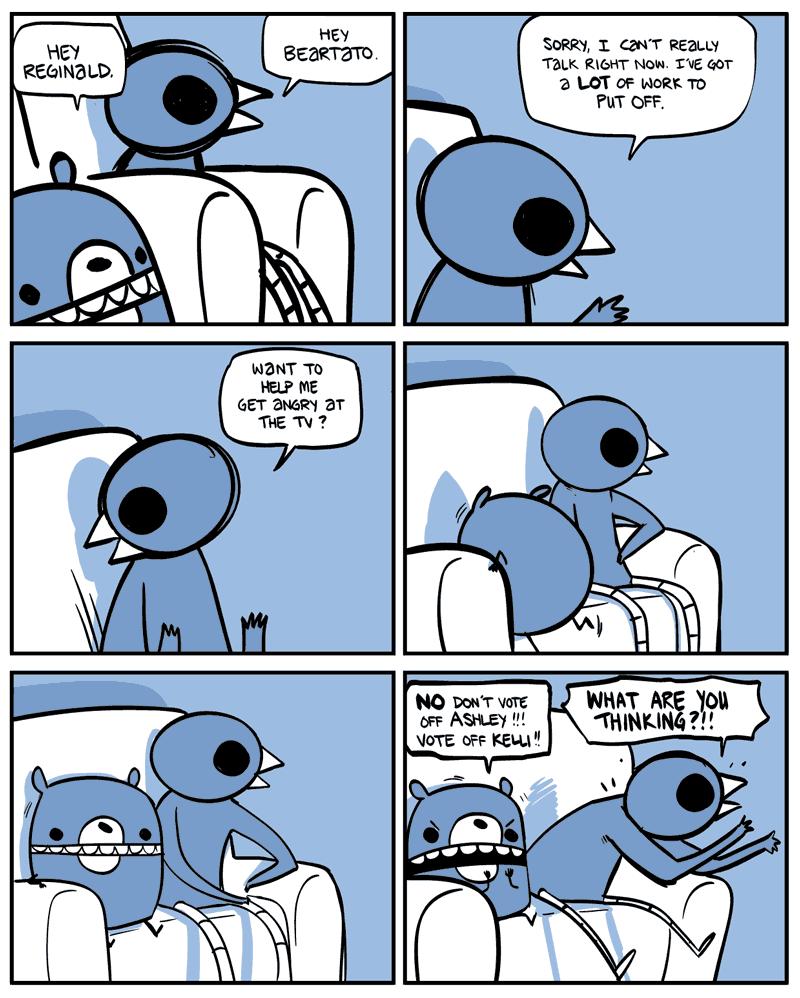 HEY
REGINALD.
HEY
BEARTATO.
SORRY, I CAN'T REALLY
TALK RIGHT NOW. I'VE GOT
A LOT OF WORK TO
PUT OFF.
WANT TO
HELP ME
GET ANGRY AT
THE TV?
NO DON'T VOTE
OFF ASHLEY!!!
VOTE OFF KELLI!!
WHAT ARE YOU
THINKING?!!